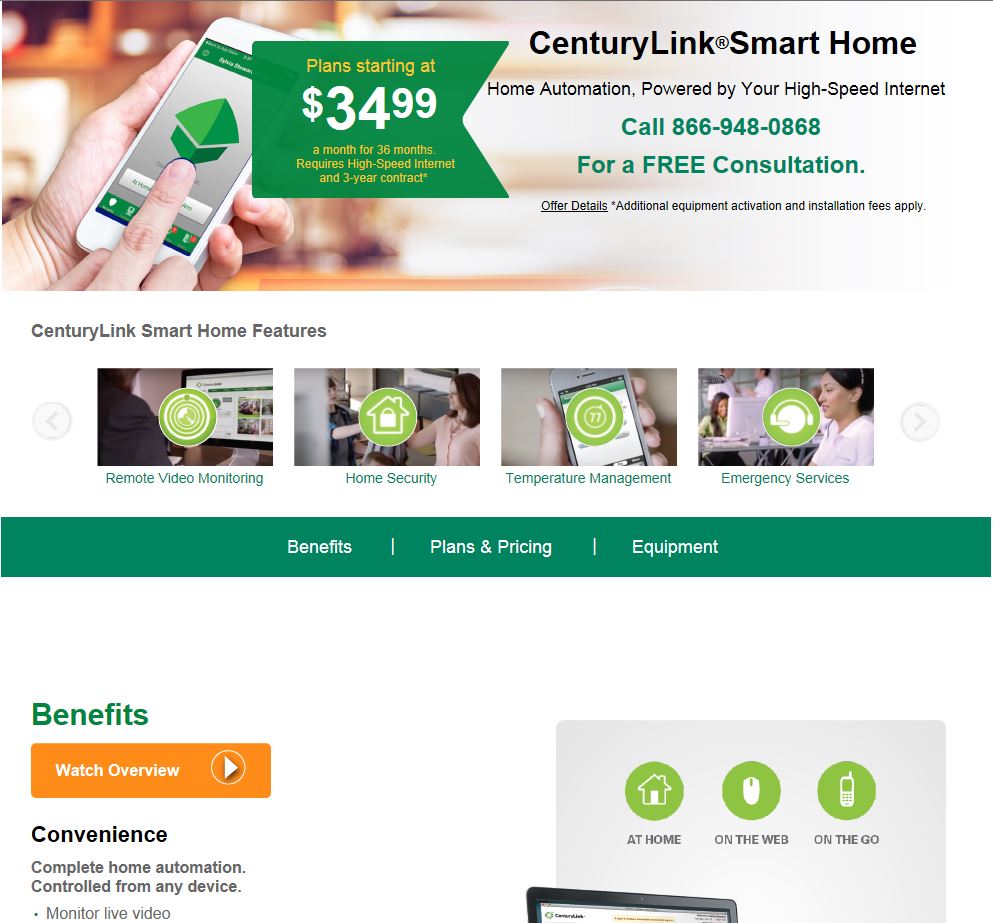 CenturyLink®Smart Home
Plans starting at
$34.99
a month for 36 months.
Requires High-Speed Internet
and 3-year contract*
Home Automation, Powered by Your High-Speed Internet
Call 866-948-0868
For a FREE Consultation.
Offer Details *Additional equipment activation and installation fees apply.
CenturyLink Smart Home Features
77
Remote Video Monitoring
Home Security
Temperature Management
Emergency Services
Benefits | Plans & Pricing | Equipment
Benefits
Watch Overview
Convenience
Complete home automation.
Controlled from any device.
• Monitor live video
AT HOME
ON THE WEB
ON THE GO
CenturyLink